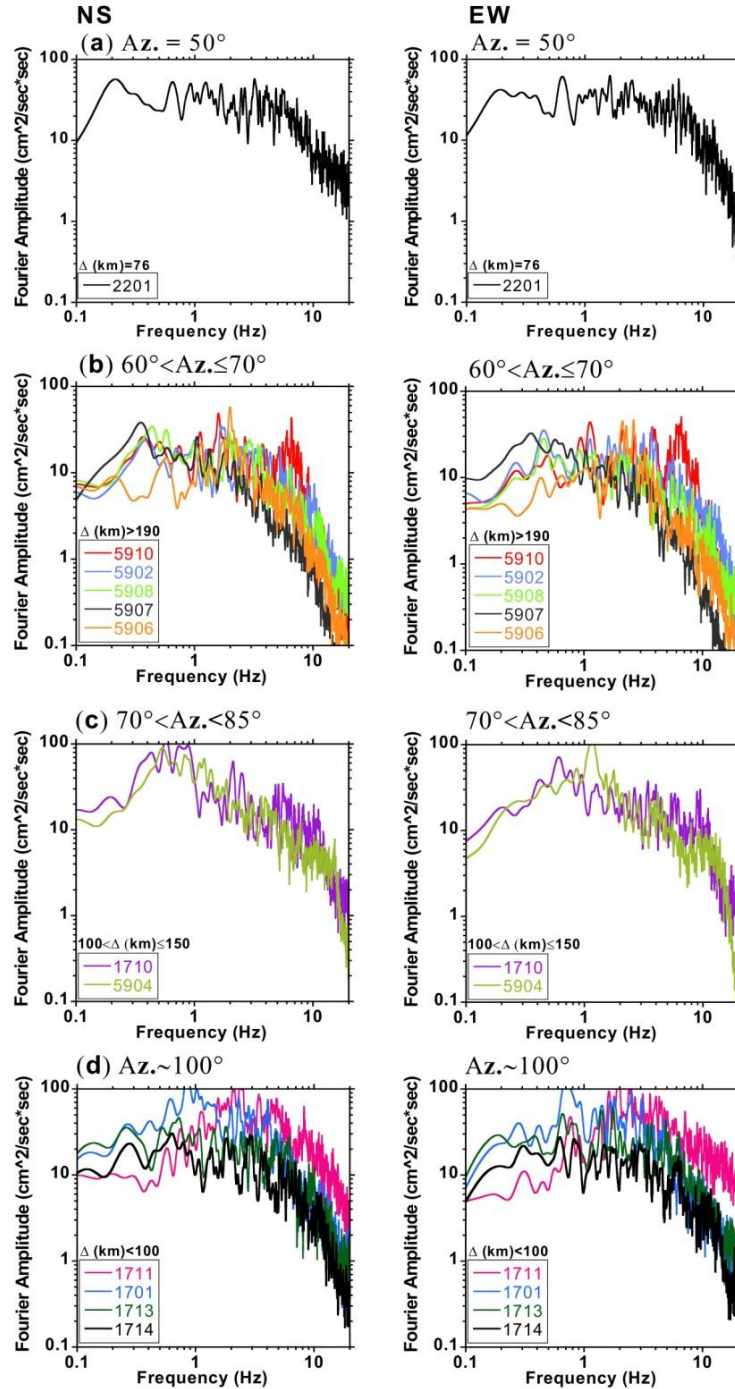 NS
EW
(a) Az. = 50°
Az. = 50°
Fourier Amplitude (cm^2/sec*sec)
100
10
1
0.1
Δ (km)=76
2201
0.1
1
10
Frequency (Hz)
Fourier Amplitude (cm^2/sec*sec)
100
10
1
0.1
Δ (km)=76
2201
0.1
1
10
Frequency (Hz)
(b) 60°<Az.≤70°
60°<Az.≤70°
Fourier Amplitude (cm^2/sec*sec)
100
10
1
0.1
Δ (km)>190
5910
5902
5908
5907
5906
0.1
1
10
Frequency (Hz)
Fourier Amplitude (cm^2/sec*sec)
100
10
1
0.1
Δ (km)>190
5910
5902
5908
5907
5906
0.1
1
10
Frequency (Hz)
(c) 70°<Az.<85°
70°<Az.<85°
Fourier Amplitude (cm^2/sec*sec)
100
10
1
0.1
100<Δ (km)≤150
1710
5904
0.1
1
10
Frequency (Hz)
Fourier Amplitude (cm^2/sec*sec)
100
10
1
0.1
100<Δ (km)≤150
1710
5904
0.1
1
10
Frequency (Hz)
(d) Az.~100°
Az.~100°
Fourier Amplitude (cm^2/sec*sec)
100
10
1
0.1
Δ (km)<100
1711
1701
1713
1714
0.1
1
10
Frequency (Hz)
Fourier Amplitude (cm^2/sec*sec)
100
10
1
0.1
Δ (km)<100
1711
1701
1713
1714
0.1
1
10
Frequency (Hz)